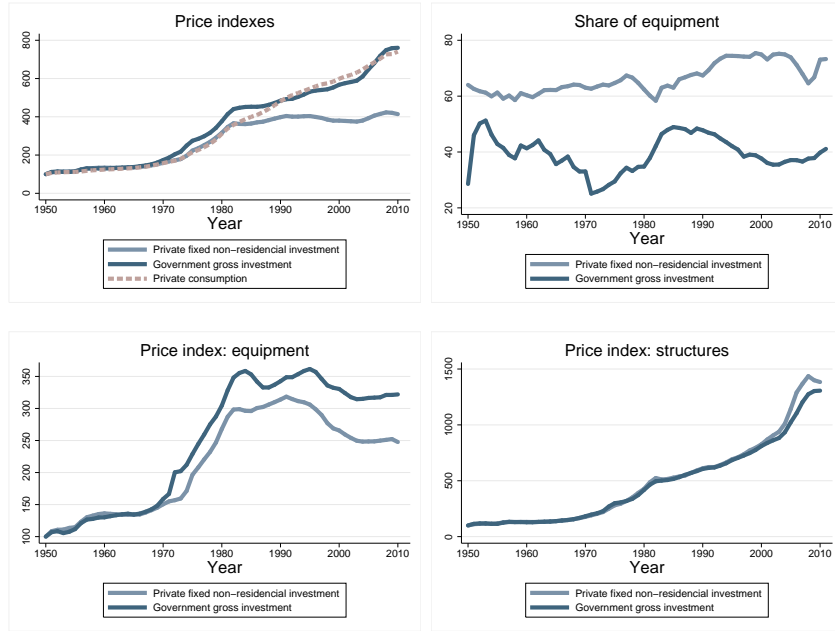 Price indexes
800
600
400
200
0
1950 1960 1970 1980 1990 2000 2010
Year
Private fixed non−residencial investment
Government gross investment
Private consumption
Share of equipment
80
60
40
20
1950 1960 1970 1980 1990 2000 2010
Year
Private fixed non−residencial investment
Government gross investment
Price index: equipment
350
300
250
200
150
100
1950 1960 1970 1980 1990 2000 2010
Year
Private fixed non−residencial investment
Government gross investment
Price index: structures
1500
1000
500
0
1950 1960 1970 1980 1990 2000 2010
Year
Private fixed non−residencial investment
Government gross investment